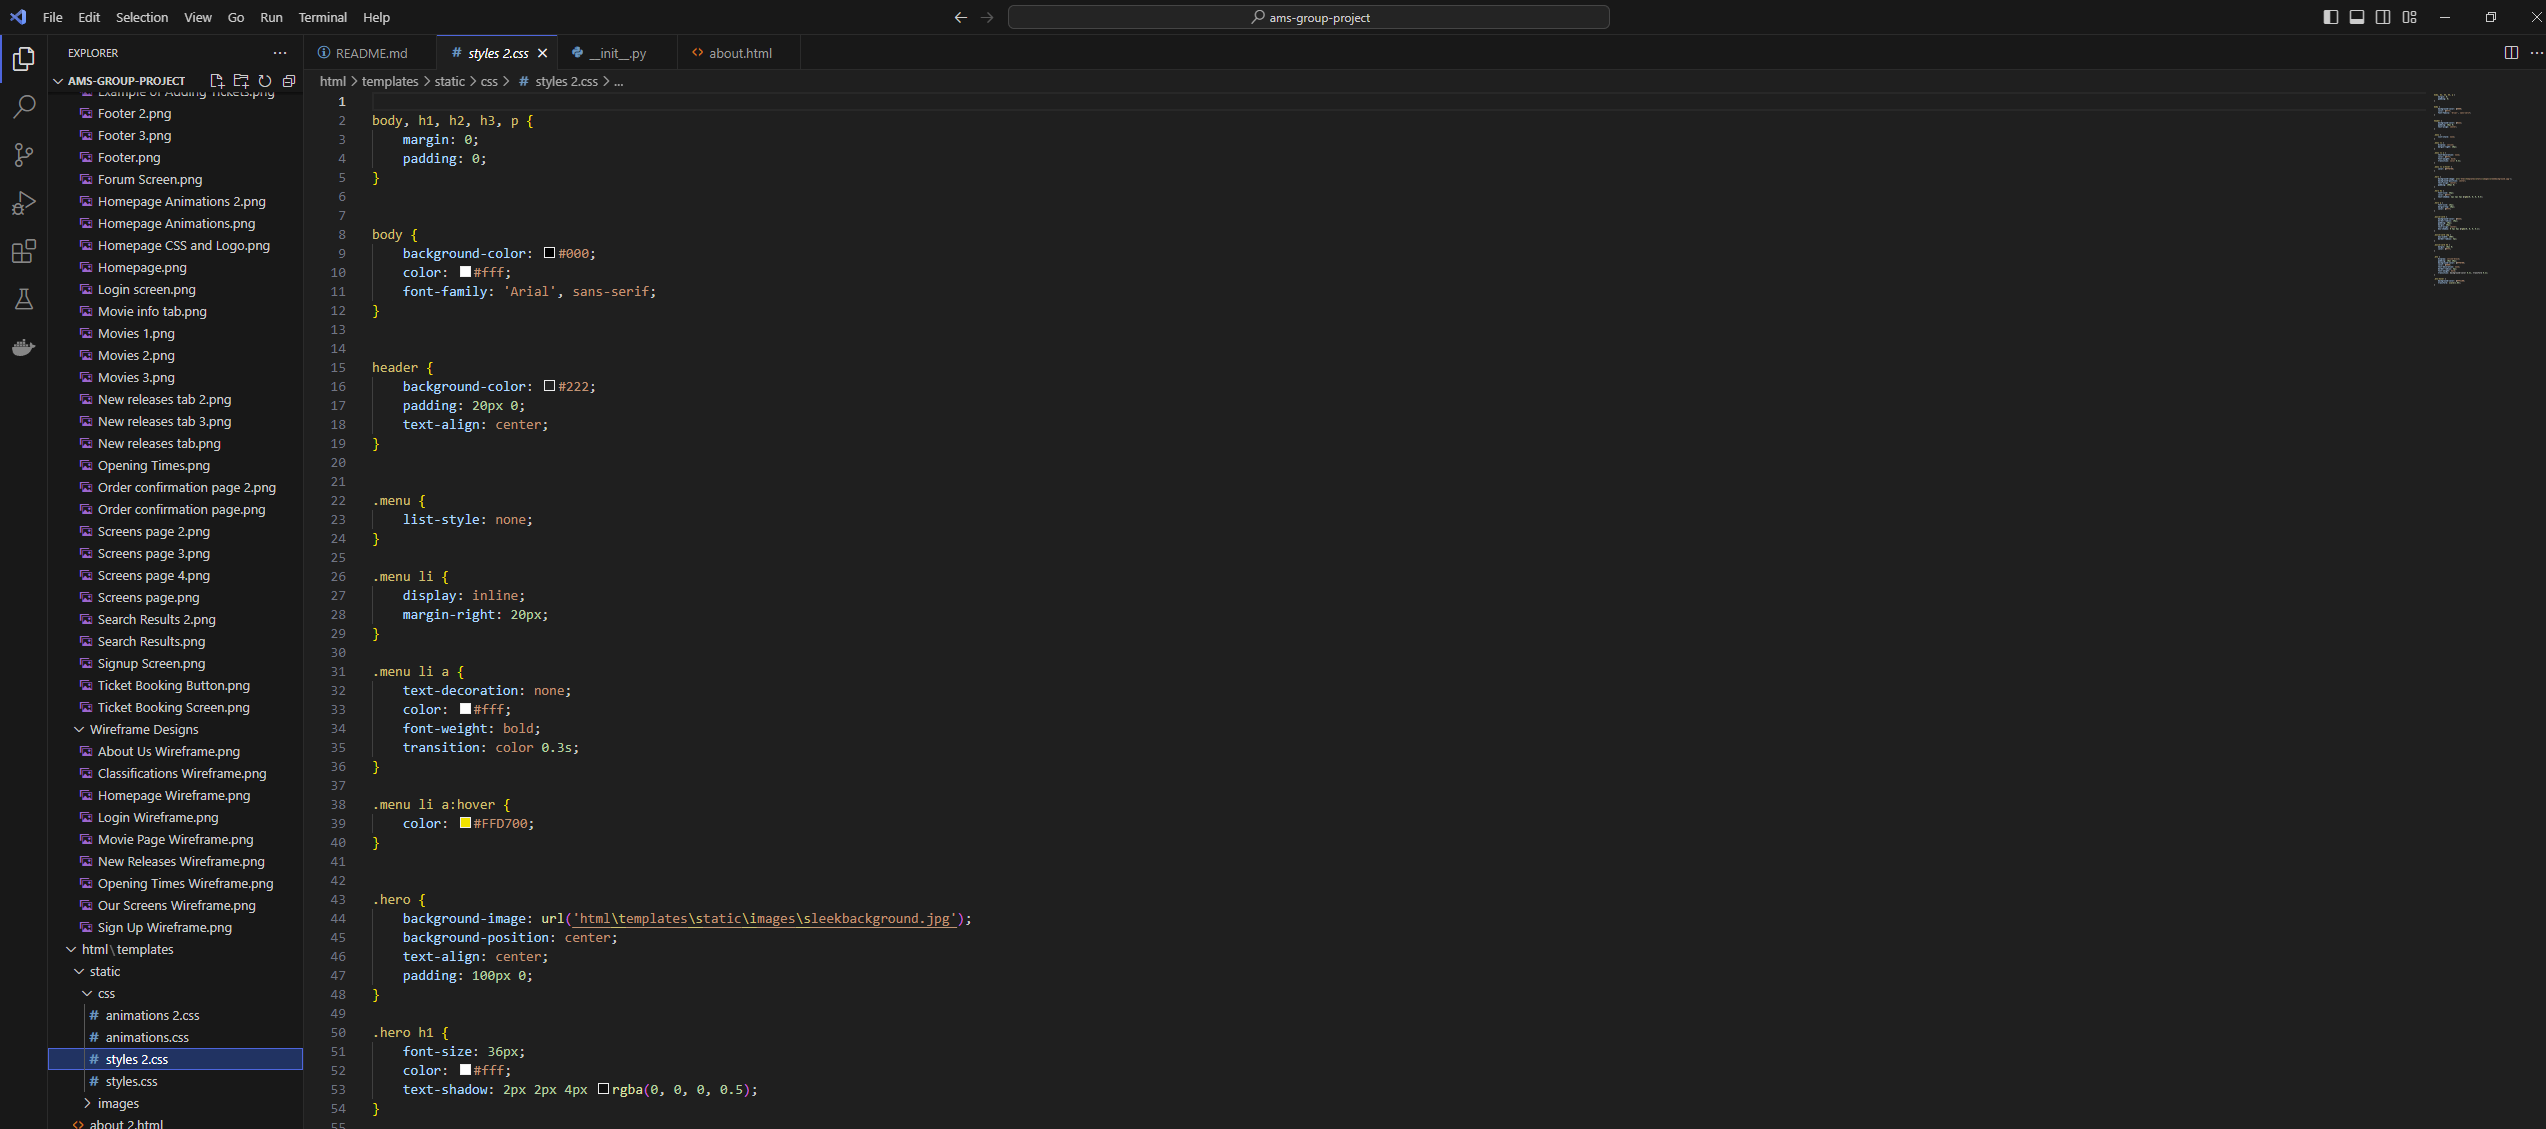 File Edit Selection View Go Run Terminal Help
ams-group-project
EXPLORER
AMS-GROUP-PROJECT
Example of Adding Tickets.png
Footer 2.png
Footer 3.png
Footer.png
Forum Screen.png
Homepage Animations 2.png
Homepage Animations.png
Homepage CSS and Logo.png
Homepage.png
Login screen.png
Movie info tab.png
Movies 1.png
Movies 2.png
Movies 3.png
New releases tab 2.png
New releases tab 3.png
New releases tab.png
Opening Times.png
Order confirmation page 2.png
Order confirmation page.png
Screens page 2.png
Screens page 3.png
Screens page 4.png
Screens page.png
Search Results 2.png
Search Results.png
Signup Screen.png
Ticket Booking Button.png
Ticket Booking Screen.png
Wireframe Designs
About Us Wireframe.png
Classifications Wireframe.png
Homepage Wireframe.png
Login Wireframe.png
Movie Page Wireframe.png
New Releases Wireframe.png
Opening Times Wireframe.png
Our Screens Wireframe.png
Sign Up Wireframe.png
html\templates
static
css
# animations 2.css
# animations.css
# styles 2.css
# styles.css
images
<> about 2.html
README.md
# styles 2.css
__init__.py
<> about.html
html > templates > static > css > # styles 2.css > ...
1
2 body, h1, h2, h3, p {
3 margin: 0;
4 padding: 0;
5 }
6
7
8 body {
9 background-color: #000;
10 color: #fff;
11 font-family: 'Arial', sans-serif;
12 }
13
14
15 header {
16 background-color: #222;
17 padding: 20px 0;
18 text-align: center;
19 }
20
21
22 .menu {
23 list-style: none;
24 }
25
26 .menu li {
27 display: inline;
28 margin-right: 20px;
29 }
30
31 .menu li a {
32 text-decoration: none;
33 color: #fff;
34 font-weight: bold;
35 transition: color 0.3s;
36 }
37
38 .menu li a:hover {
39 color: #FFD700;
40 }
41
42
43 .hero {
44 background-image: url('html\templates\static\images\sleekbackground.jpg');
45 background-position: center;
46 text-align: center;
47 padding: 100px 0;
48 }
49
50 .hero h1 {
51 font-size: 36px;
52 color: #fff;
53 text-shadow: 2px 2px 4px rgba(0, 0, 0, 0.5);
54 }
55